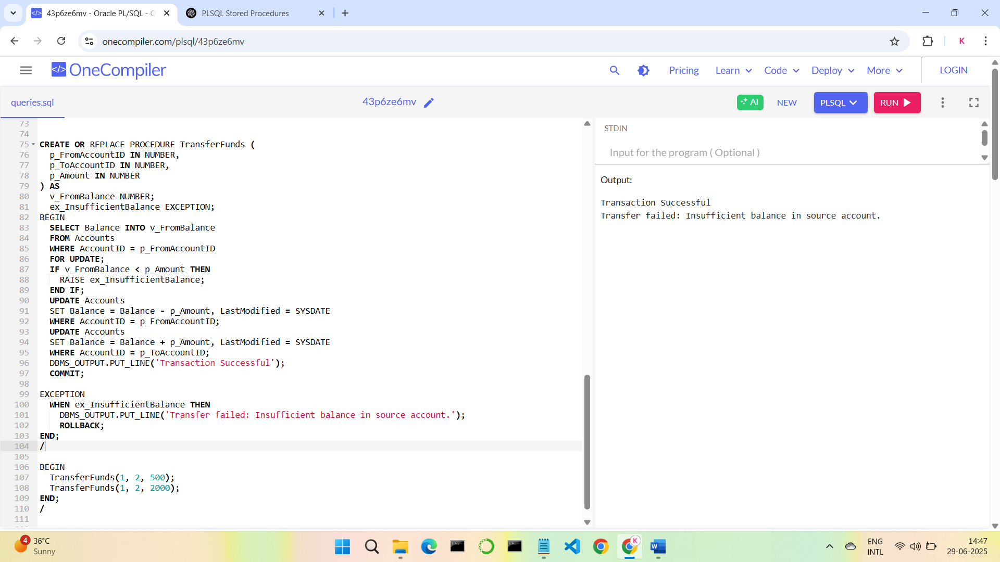 43p6ze6mv - Oracle PL/SQL - O
PLSQL Stored Procedures
onecompiler.com/plsql/43p6ze6mv
K
</> OneCompiler
Pricing
Learn
Code
Deploy
More
LOGIN
queries.sql
43p6ze6mv
AI
NEW
PLSQL
RUN
73
74
75 CREATE OR REPLACE PROCEDURE TransferFunds (
76 p_FromAccountID IN NUMBER,
77 p_ToAccountID IN NUMBER,
78 p_Amount IN NUMBER
79 ) AS
80 v_FromBalance NUMBER;
81 ex_InsufficientBalance EXCEPTION;
82 BEGIN
83 SELECT Balance INTO v_FromBalance
84 FROM Accounts
85 WHERE AccountID = p_FromAccountID
86 FOR UPDATE;
87 IF v_FromBalance < p_Amount THEN
88 RAISE ex_InsufficientBalance;
89 END IF;
90 UPDATE Accounts
91 SET Balance = Balance - p_Amount, LastModified = SYSDATE
92 WHERE AccountID = p_FromAccountID;
93 UPDATE Accounts
94 SET Balance = Balance + p_Amount, LastModified = SYSDATE
95 WHERE AccountID = p_ToAccountID;
96 DBMS_OUTPUT.PUT_LINE('Transaction Successful');
97 COMMIT;
98
99 EXCEPTION
100 WHEN ex_InsufficientBalance THEN
101 DBMS_OUTPUT.PUT_LINE('Transfer failed: Insufficient balance in source account.');
102 ROLLBACK;
103 END;
104 /
105
106 BEGIN
107 TransferFunds(1, 2, 500);
108 TransferFunds(1, 2, 2000);
109 END;
110 /
111
STDIN
Input for the program ( Optional )
Output:
Transaction Successful
Transfer failed: Insufficient balance in source account.
4
36°C
Sunny
K
W
ENG
INTL
14:47
29-06-2025